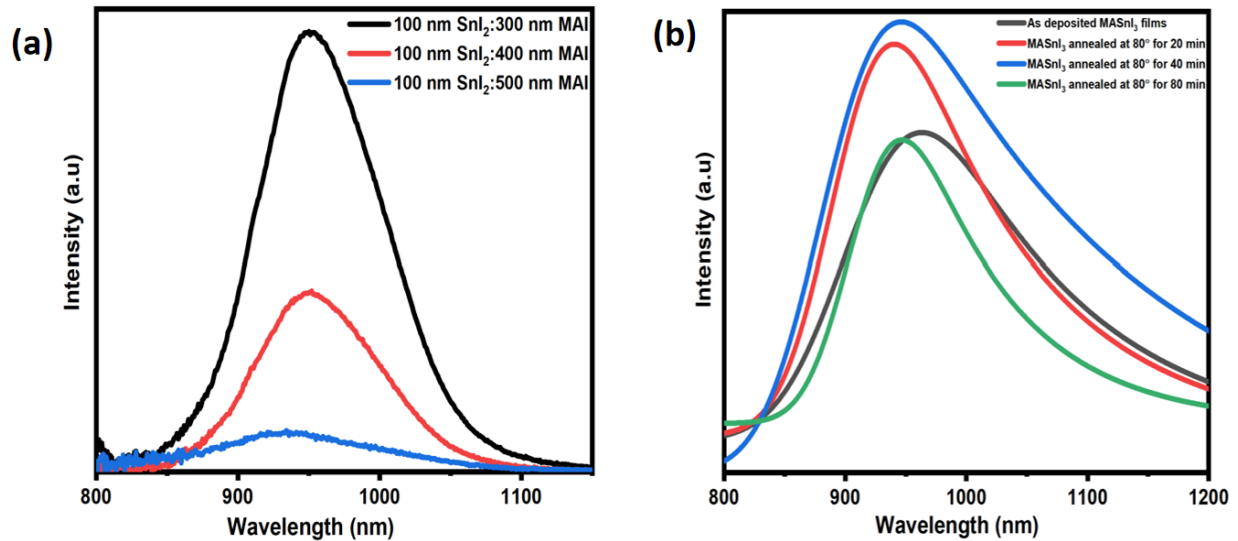 (a)
100 nm SnI₂:300 nm MAI
100 nm SnI₂:400 nm MAI
100 nm SnI₂:500 nm MAI
Intensity (a.u)
800
900
1000
1100
Wavelength (nm)
(b)
As deposited MASnI₃ films
MASnI₃ annealed at 80° for 20 min
MASnI₃ annealed at 80° for 40 min
MASnI₃ annealed at 80° for 80 min
Intensity (a.u)
800
900
1000
1100
1200
Wavelength (nm)